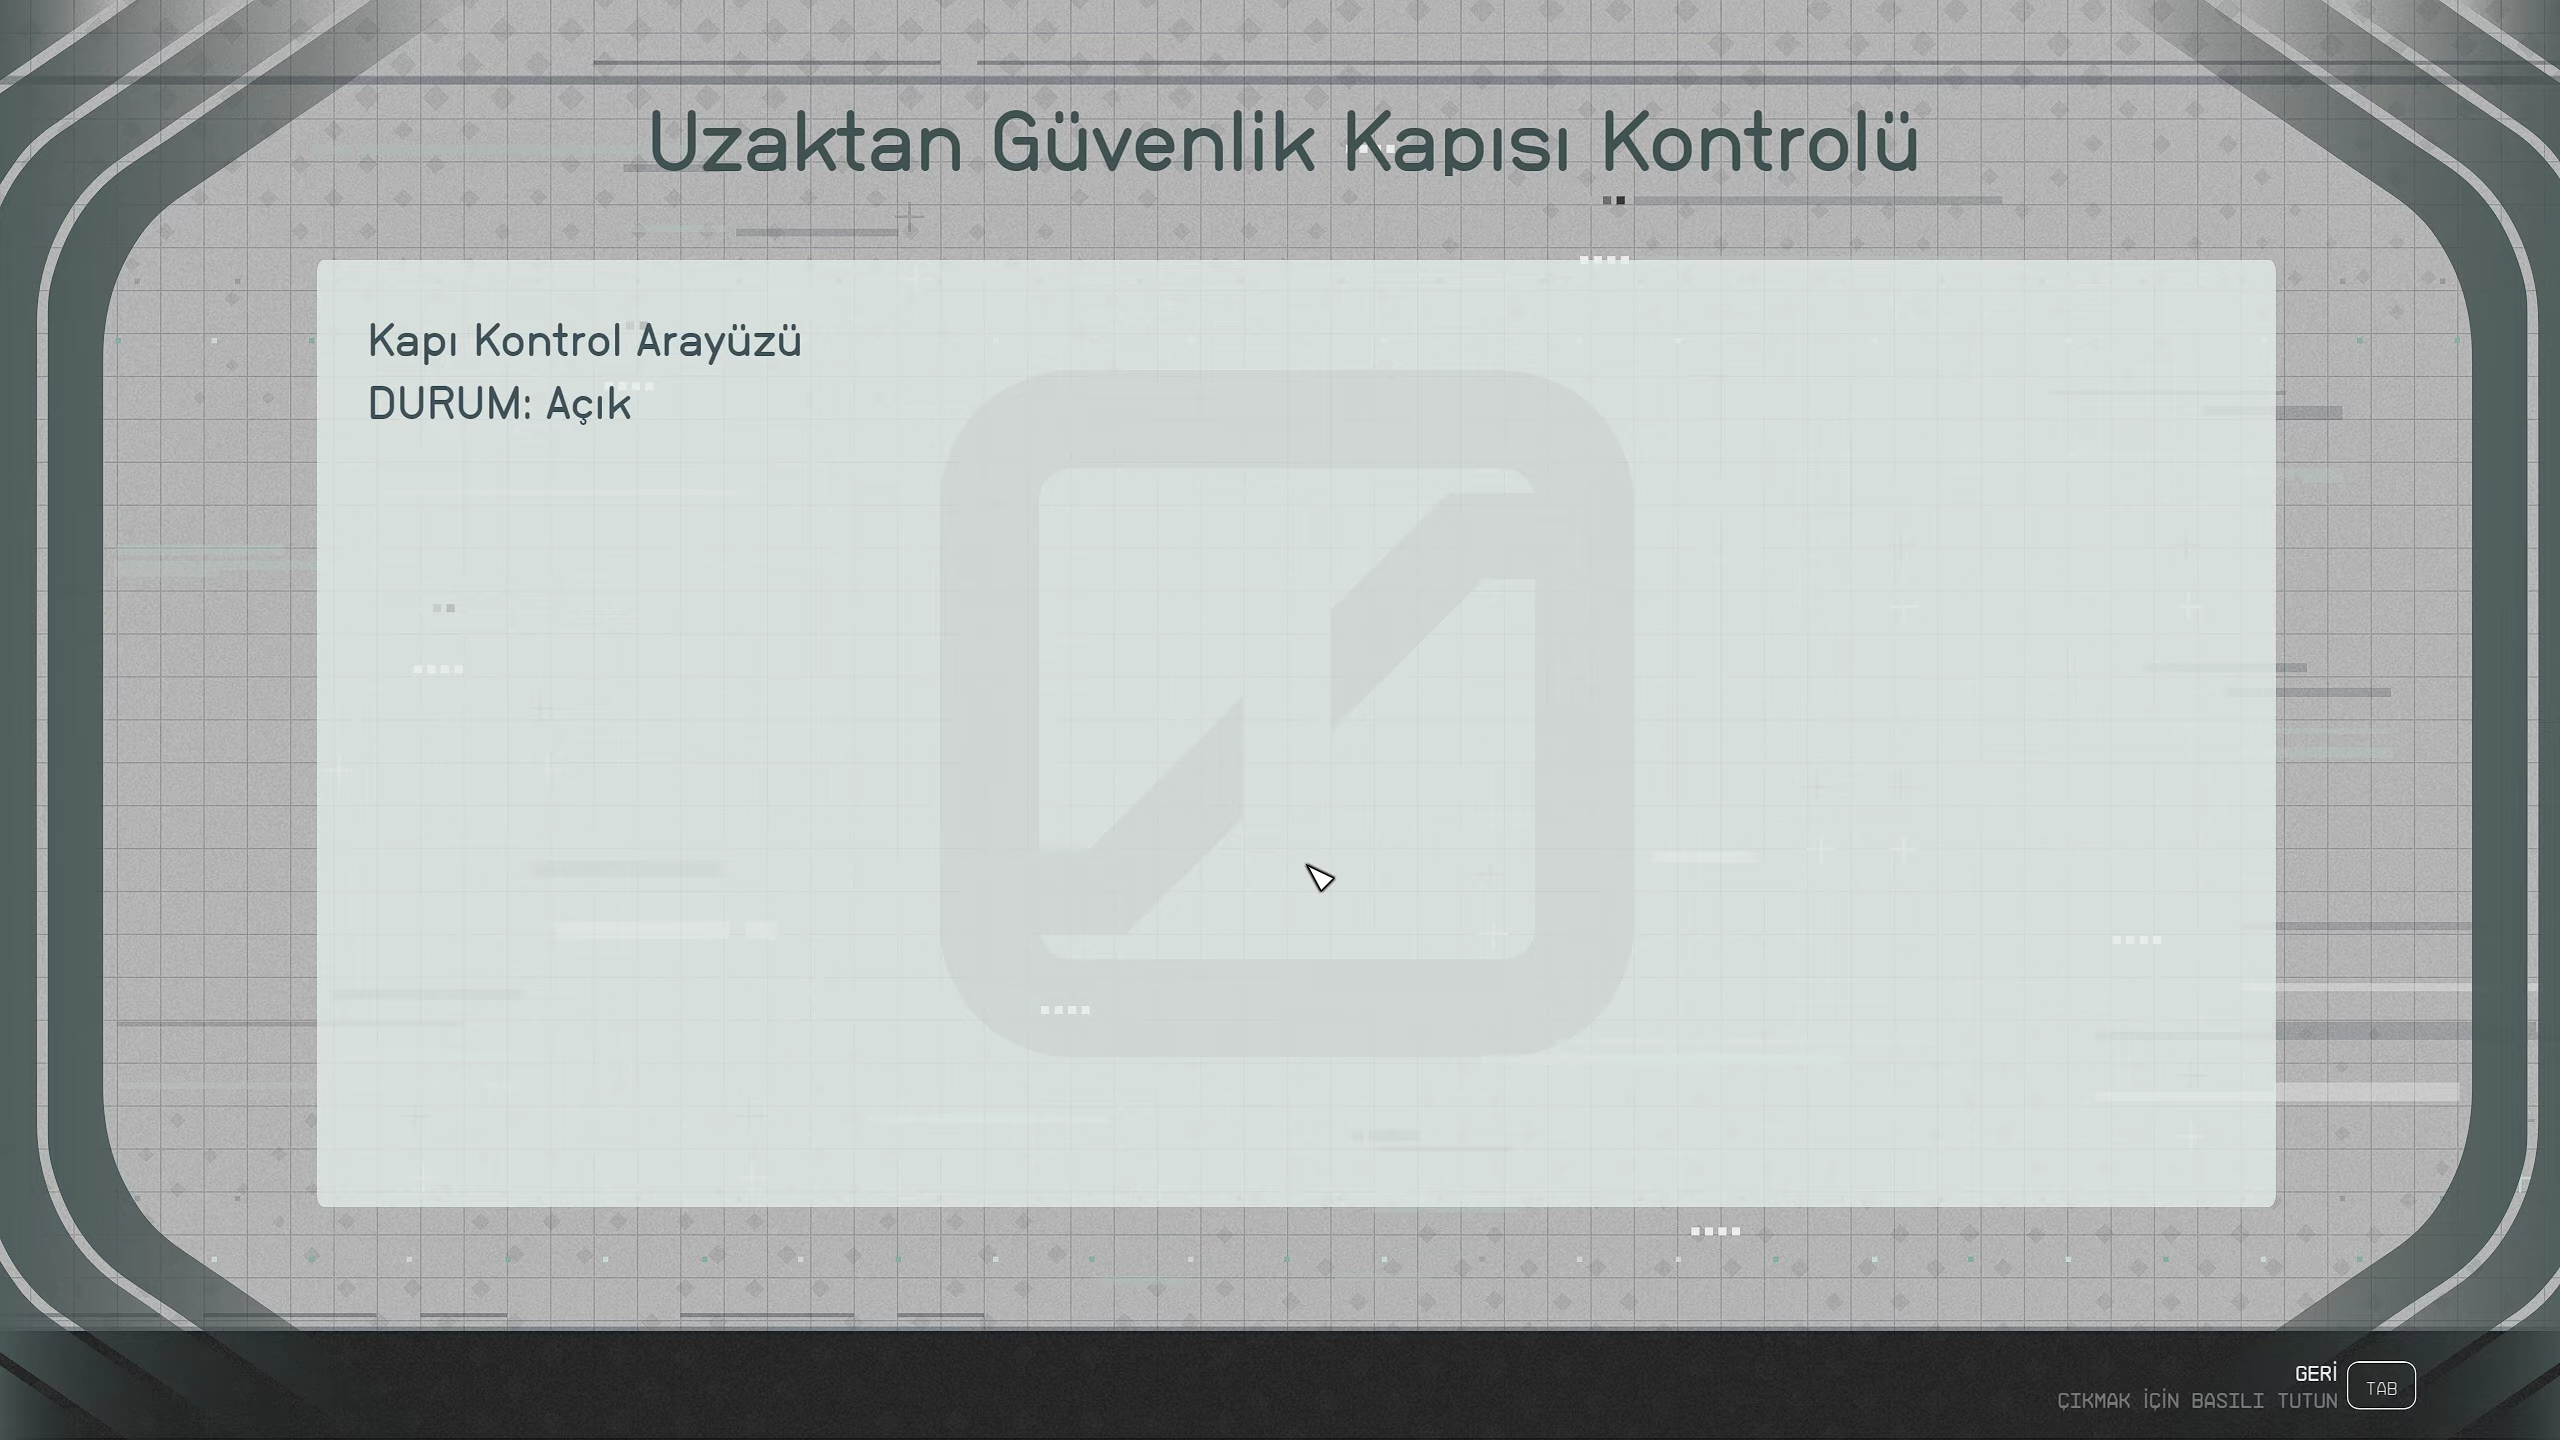 Uzaktan Güvenlik Kapısı Kontrolü
Kapı Kontrol Arayüzü
DURUM: Açık
GERİ
ÇIKMAK İÇİN BASILI TUTUN
TAB